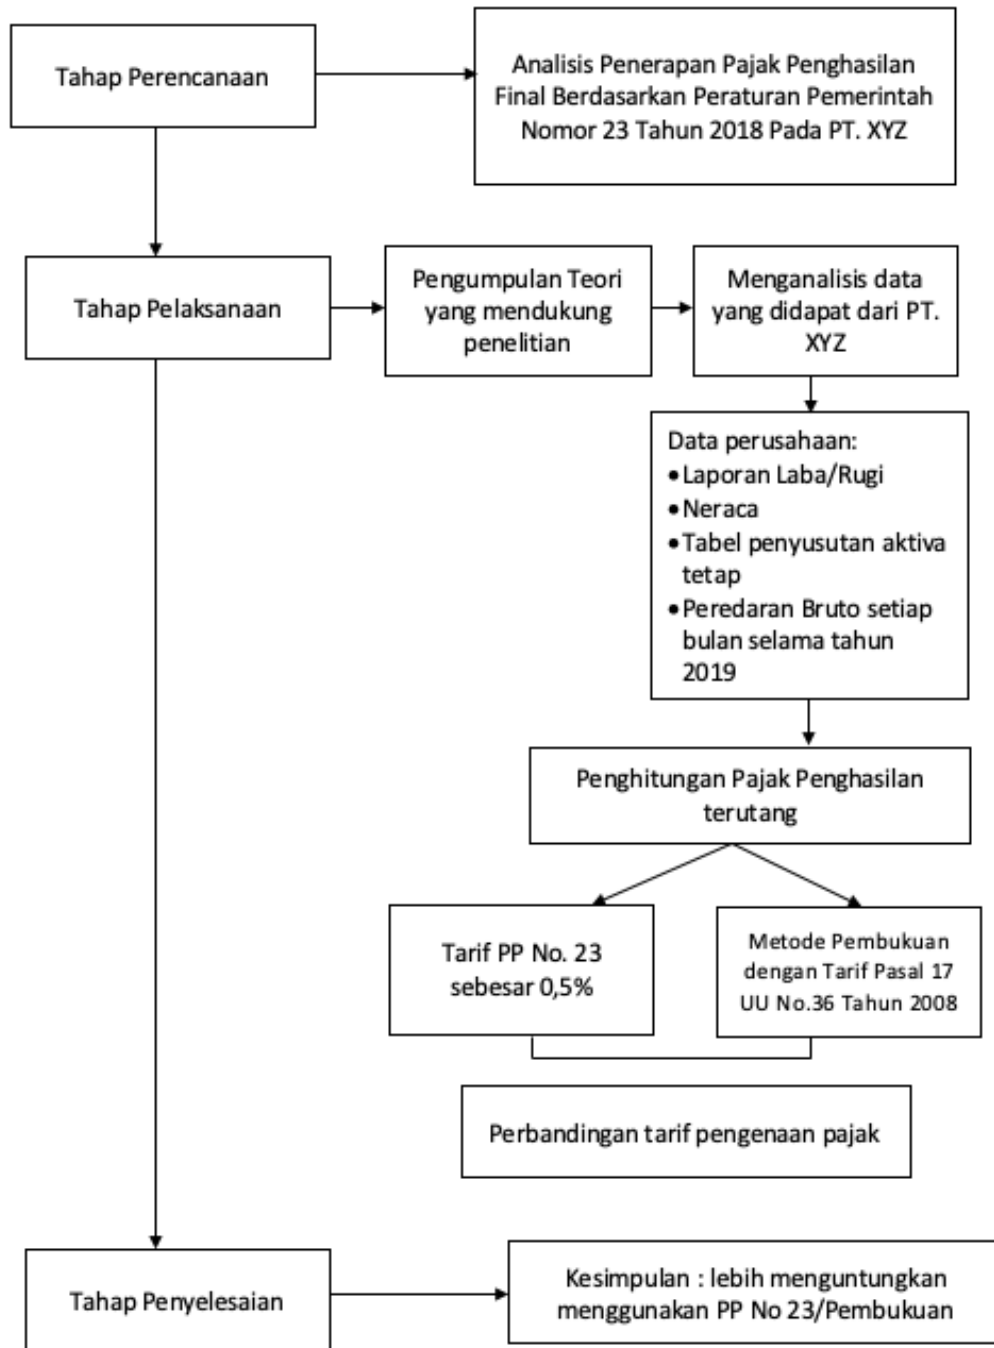 Tahap Perencanaan
Analisis Penerapan Pajak Penghasilan
Final Berdasarkan Peraturan Pemerintah
Nomor 23 Tahun 2018 Pada PT. XYZ
Tahap Pelaksanaan
Pengumpulan Teori
yang mendukung
penelitian
Menganalisis data
yang didapat dari PT.
XYZ
Data perusahaan:
•Laporan Laba/Rugi
•Neraca
•Tabel penyusutan aktiva
tetap
•Peredaran Bruto setiap
bulan selama tahun
2019
Penghitungan Pajak Penghasilan
terutang
Tarif PP No. 23
sebesar 0,5%
Metode Pembukuan
dengan Tarif Pasal 17
UU No.36 Tahun 2008
Perbandingan tarif pengenaan pajak
Tahap Penyelesaian
Kesimpulan : lebih menguntungkan
menggunakan PP No 23/Pembukuan